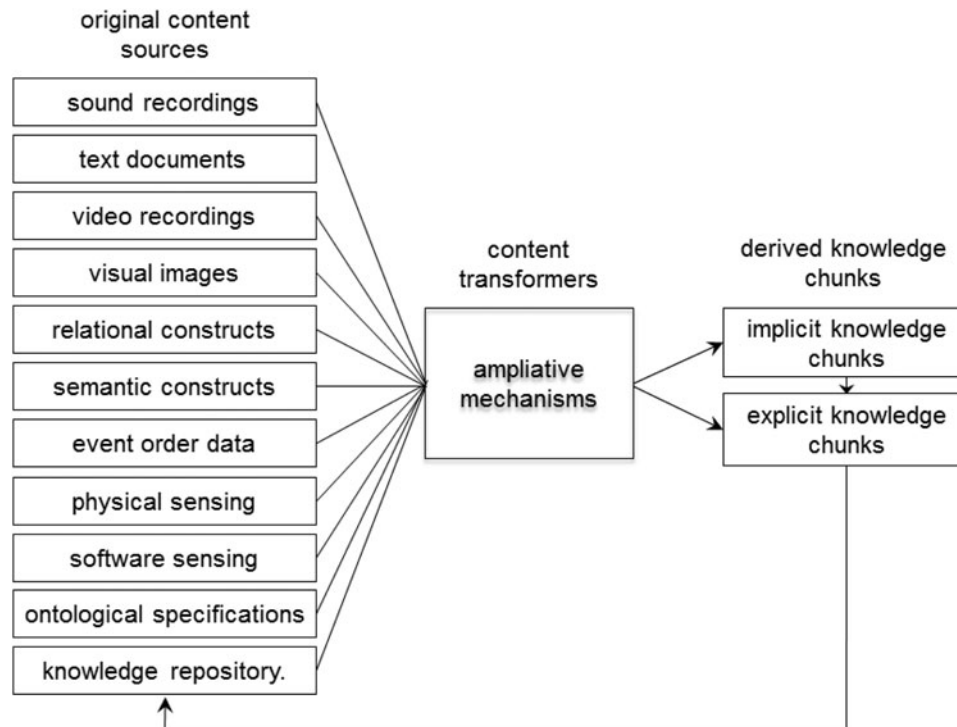 original content
sources
sound recordings
text documents
video recordings
visual images
relational constructs
semantic constructs
event order data
physical sensing
software sensing
ontological specifications
knowledge repository.
content
transformers
ampliative
mechanisms
derived knowledge
chunks
implicit knowledge
chunks
explicit knowledge
chunks